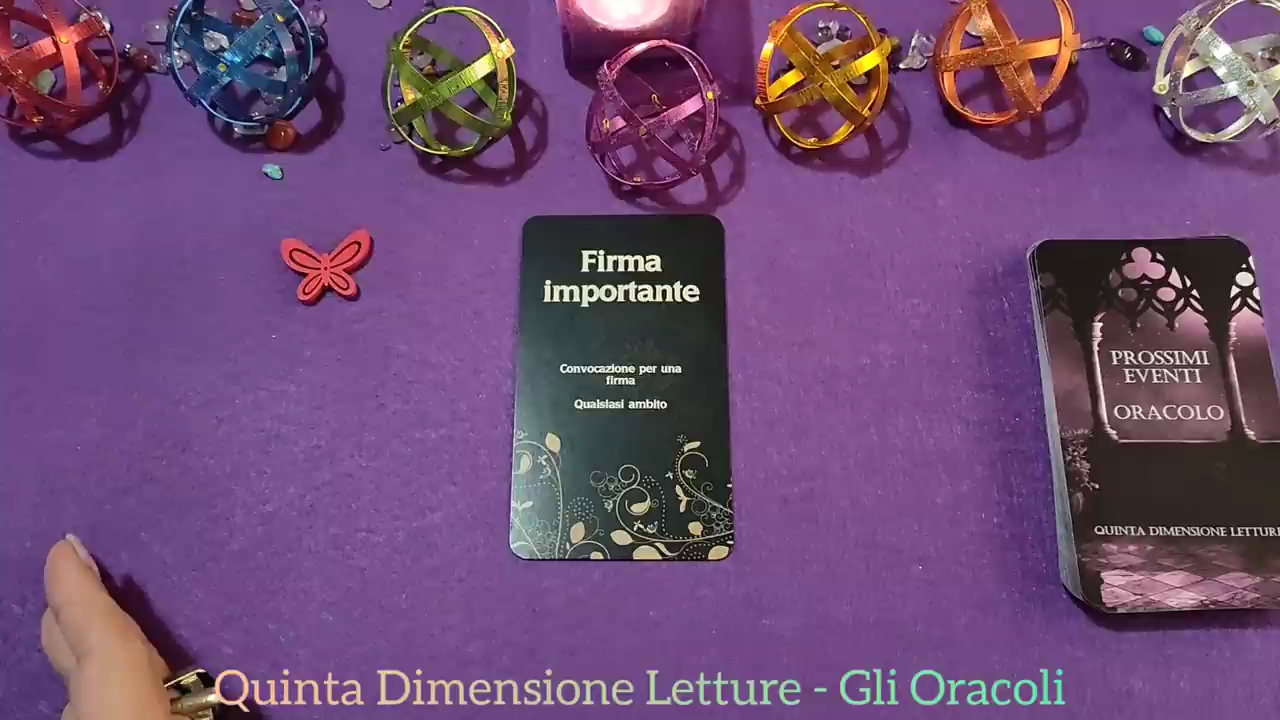 Firma
importante
Convocazione per una
firma
Qualsiasi ambito
PROSSIMI
EVENTI
ORACOLO
QUINTA DIMENSIONE LETTURE
Quinta Dimensione Letture - Gli Oracoli